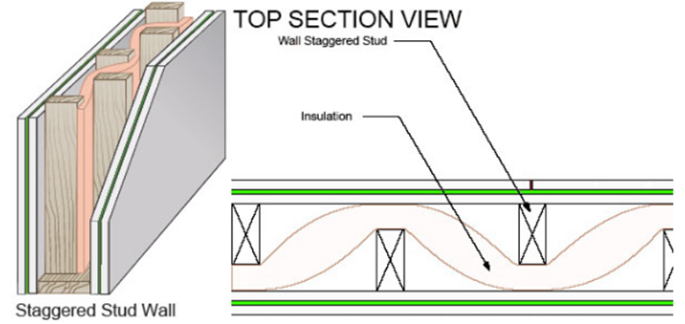 TOP SECTION VIEW
Wall Staggered Stud
Insulation
Staggered Stud Wall